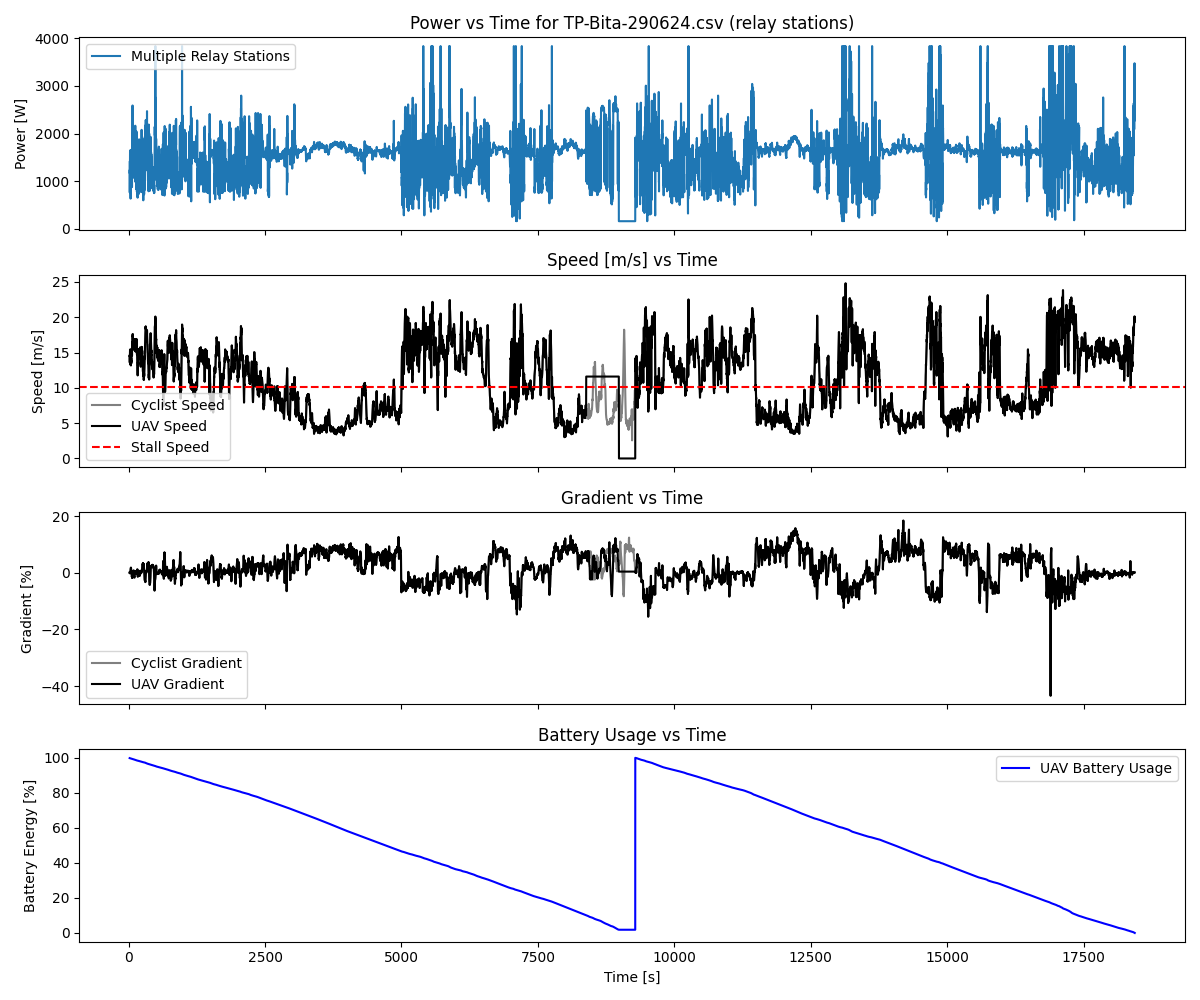 Power vs Time for TP-Bita-290624.csv (relay stations)
4000
3000
2000
1000
0
Power [W]
Multiple Relay Stations
Speed [m/s] vs Time
25
20
15
10
5
0
Speed [m/s]
Cyclist Speed
UAV Speed
Stall Speed
Gradient vs Time
20
0
−20
−40
Gradient [%]
Cyclist Gradient
UAV Gradient
Battery Usage vs Time
100
80
60
40
20
0
Battery Energy [%]
UAV Battery Usage
0 2500 5000 7500 10000 12500 15000 17500
Time [s]